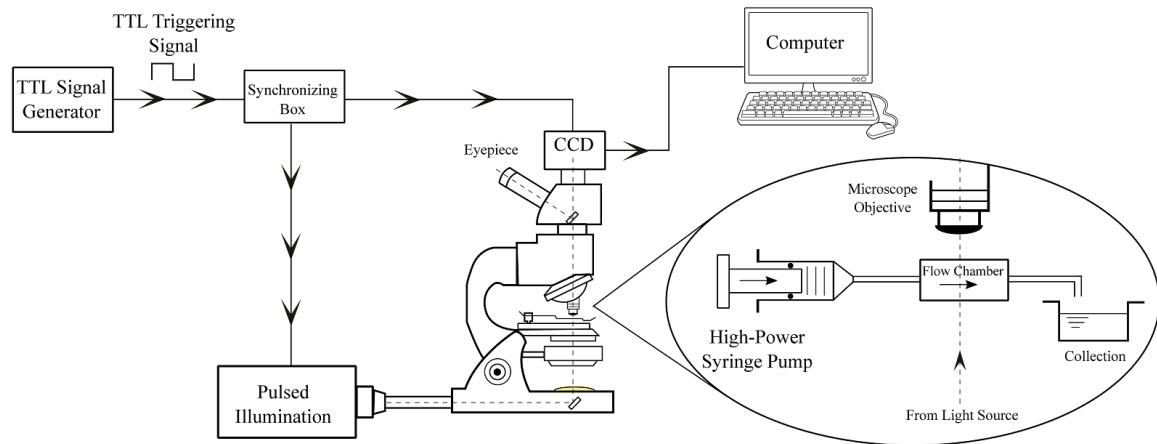 TTL Triggering
Signal
TTL Signal
Generator
Synchronizing
Box
Computer
CCD
Eyepiece
Microscope
Objective
Flow Chamber
High-Power
Syringe Pump
Collection
Pulsed
Illumination
From Light Source